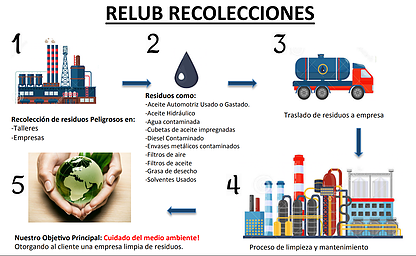 RELUB RECOLECCIONES
1
Recolección de residuos Peligrosos en:
-Talleres
-Empresas
2
Residuos como:
-Aceite Automotriz Usado o Gastado.
-Aceite Hidráulico
-Agua contaminada
-Cubetas de aceite impregnadas
-Diesel Contaminado
-Envases metálicos contaminados
-Filtros de aire
-Filtros de aceite
-Grasa de desecho
-Solventes Usados
3
Traslado de residuos a empresa
4
Proceso de limpieza y mantenimiento
5
Nuestro Objetivo Principal: Cuidado del medio ambiente!
Otorgando al cliente una empresa limpia de residuos.